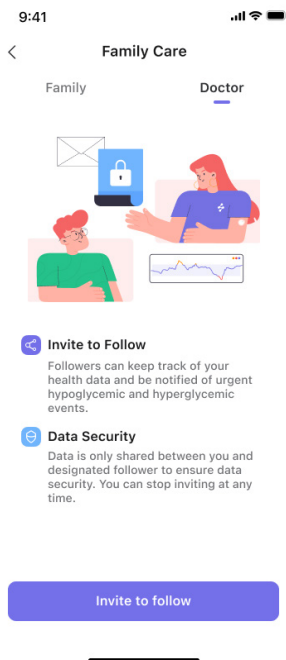 9:41
Family Care
Family
Doctor
Invite to Follow
Followers can keep track of your
health data and be notified of urgent
hypoglycemic and hyperglycemic
events.
Data Security
Data is only shared between you and
designated follower to ensure data
security. You can stop inviting at any
time.
Invite to follow